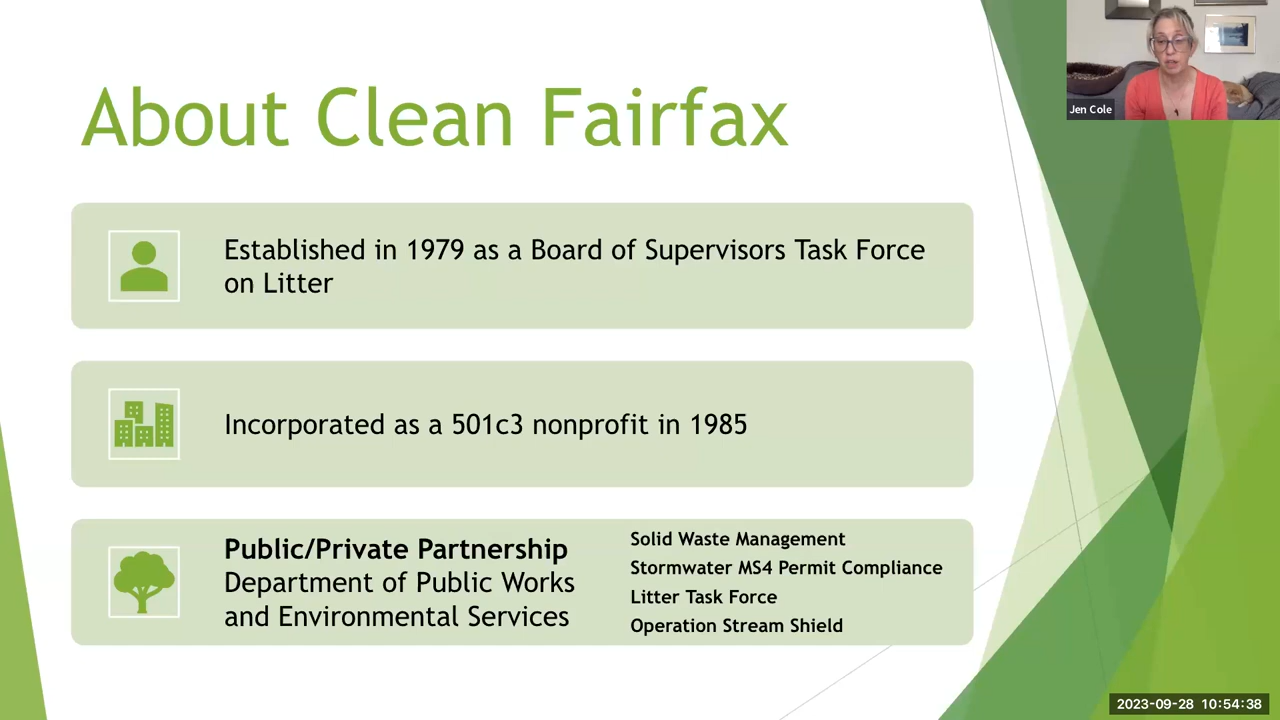 About Clean Fairfax
Jen Cole
Established in 1979 as a Board of Supervisors Task Force
on Litter
Incorporated as a 501c3 nonprofit in 1985
Public/Private Partnership
Department of Public Works
and Environmental Services
Solid Waste Management
Stormwater MS4 Permit Compliance
Litter Task Force
Operation Stream Shield
2023-09-28 10:54:38